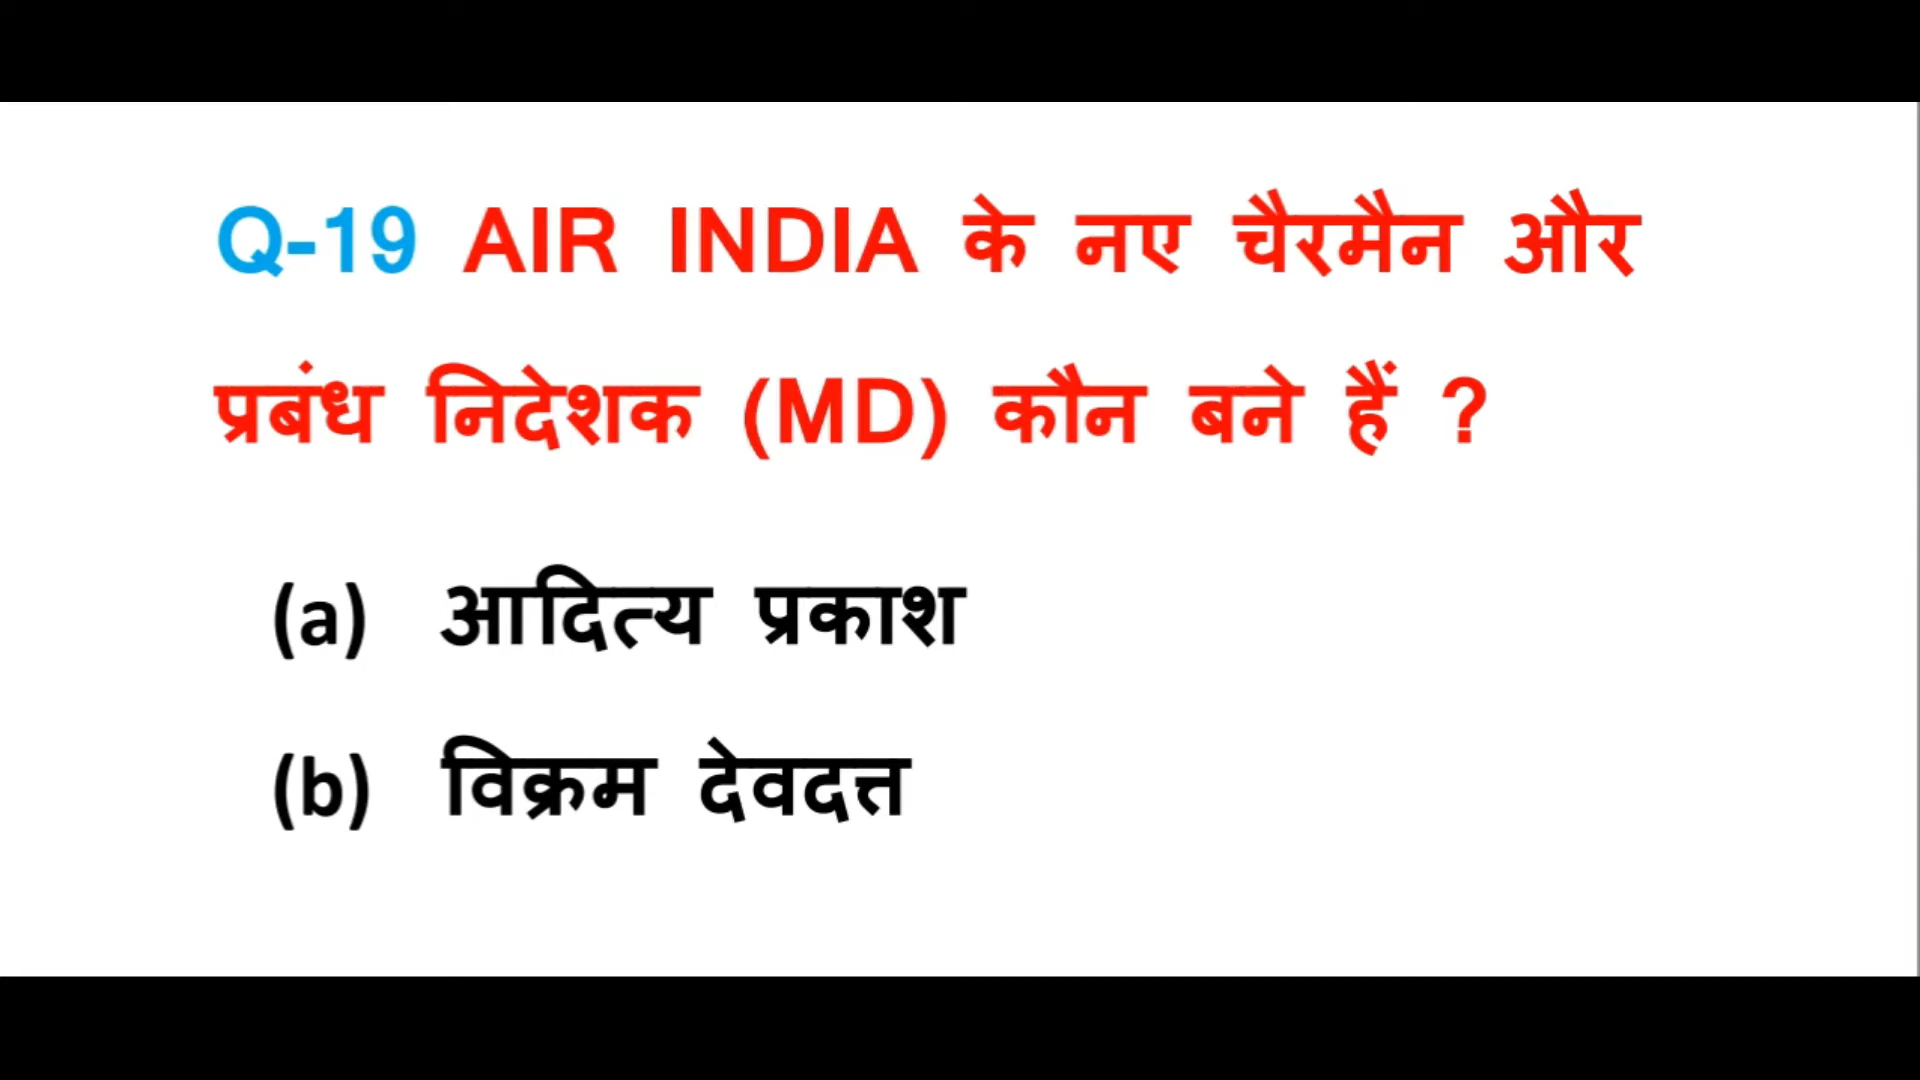 Q-19 AIR INDIA के नए चैरमैन और
प्रबंध निदेशक (MD) कौन बने हैं ?
(a) आदित्य प्रकाश
(b) विक्रम देवदत्त